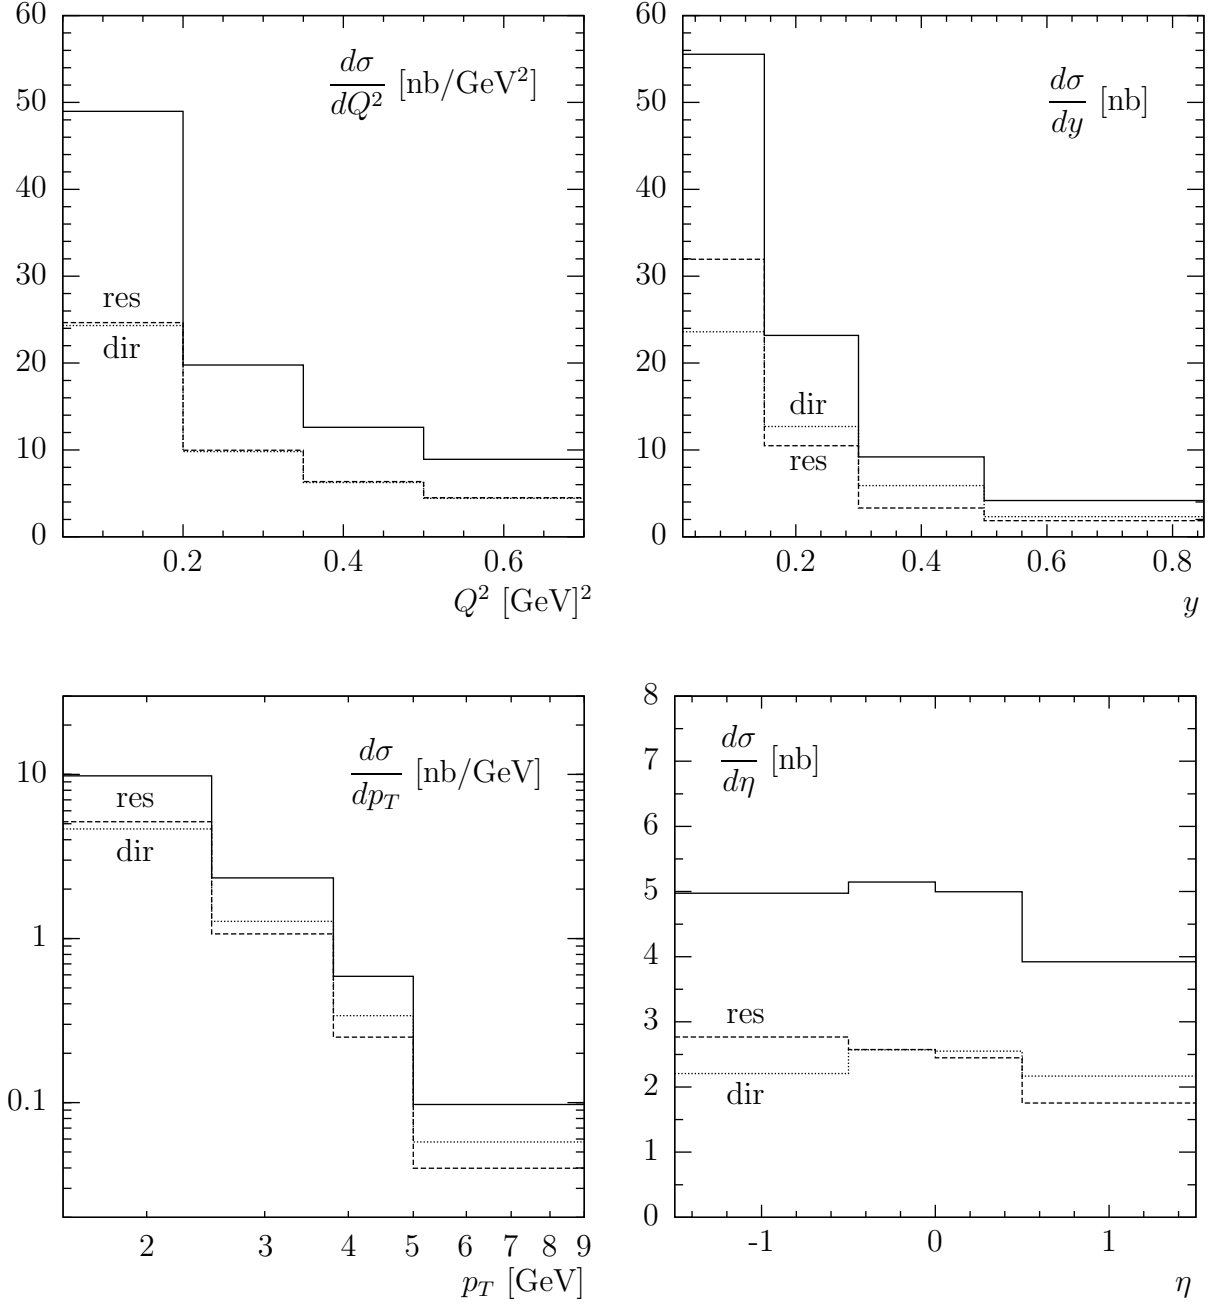 60
50
40
30
20
10
0
dσ/dQ² [nb/GeV²]
res
dir
0.2 0.4 0.6
Q² [GeV]²
60
50
40
30
20
10
0
dσ/dy [nb]
dir
res
0.2 0.4 0.6 0.8
y
10
1
0.1
dσ/dp_T [nb/GeV]
res
dir
2 3 4 5 6 7 8 9
p_T [GeV]
8
7
6
5
4
3
2
1
0
dσ/dη [nb]
res
dir
-1 0 1
η